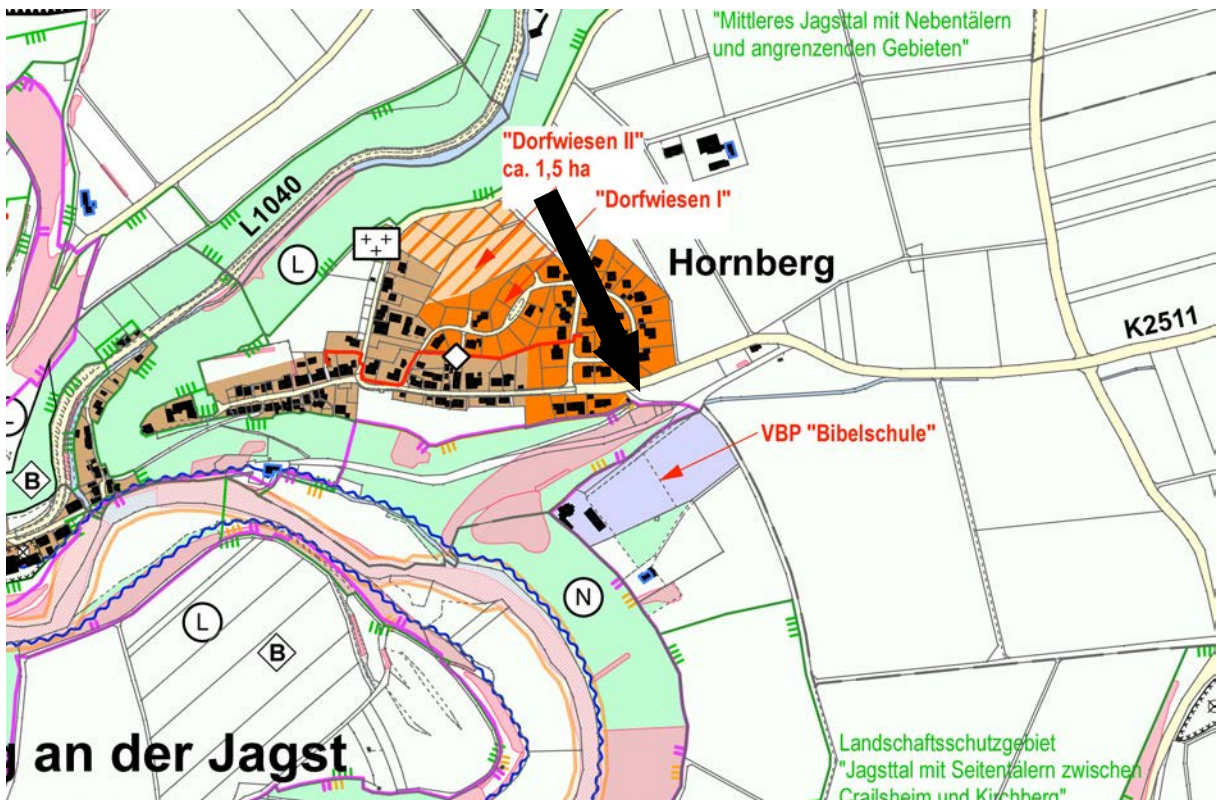 "Mittleres Jagsttal mit Nebentälern
und angrenzenden Gebieten"
"Dorfwiesen II"
ca. 1,5 ha
"Dorfwiesen I"
L1040
L
Hornberg
K2511
VBP "Bibelschule"
B
N
L
B
an der Jagst
Landschaftsschutzgebiet
"Jagsttal mit Seitentälern zwischen
Crailsheim und Kirchberg"